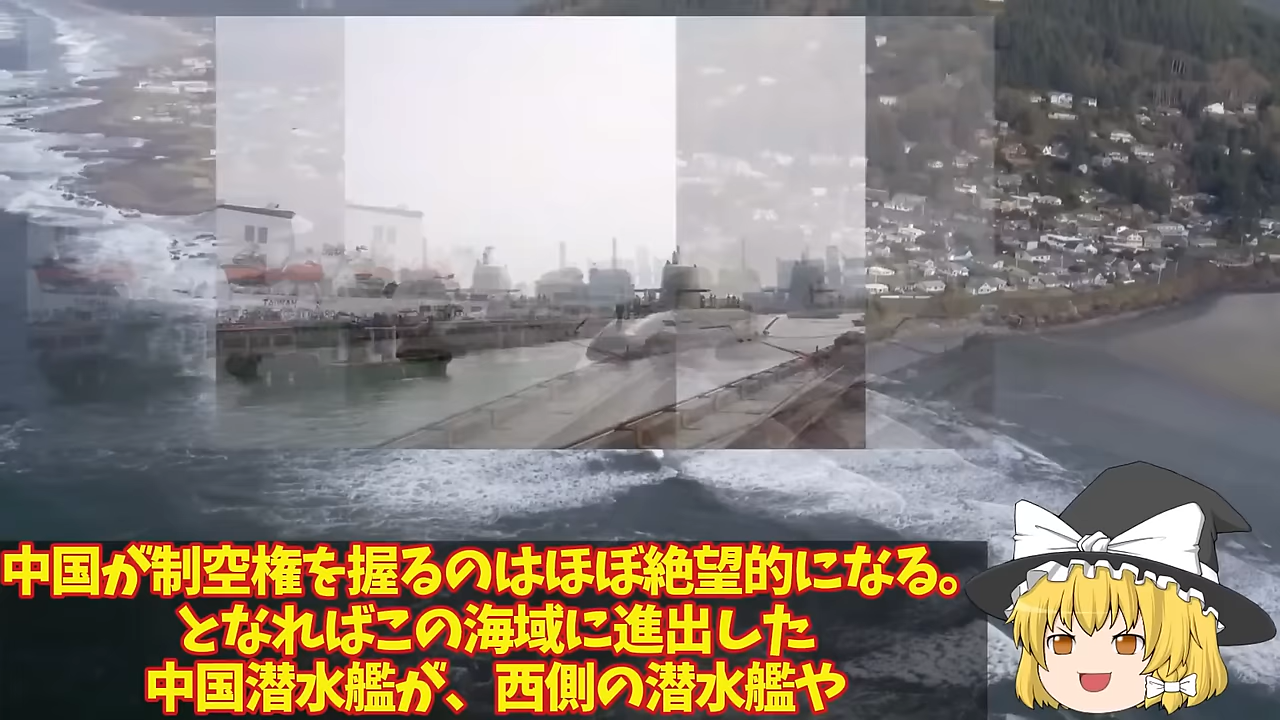 中国が制空権を握るのはほぼ絶望的になる。
となればこの海域に進出した
中国潜水艦が、西側の潜水艦や